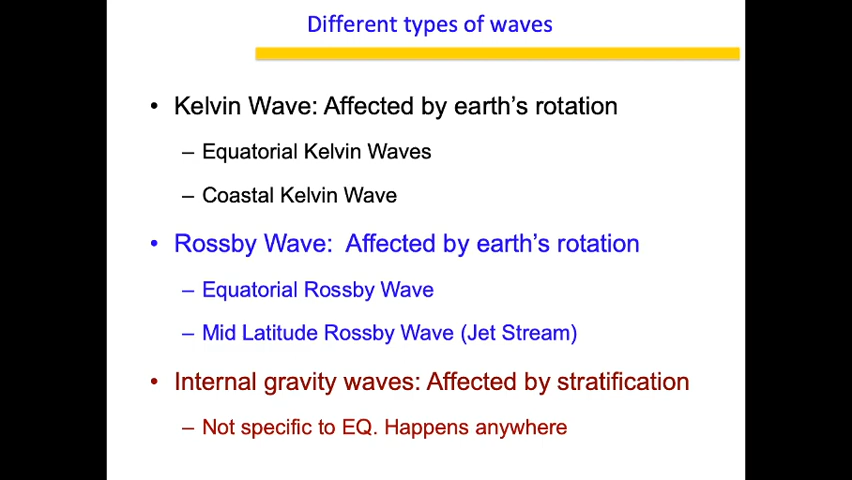 Different types of waves
• Kelvin Wave: Affected by earth's rotation
– Equatorial Kelvin Waves
– Coastal Kelvin Wave
• Rossby Wave: Affected by earth's rotation
– Equatorial Rossby Wave
– Mid Latitude Rossby Wave (Jet Stream)
• Internal gravity waves: Affected by stratification
– Not specific to EQ. Happens anywhere